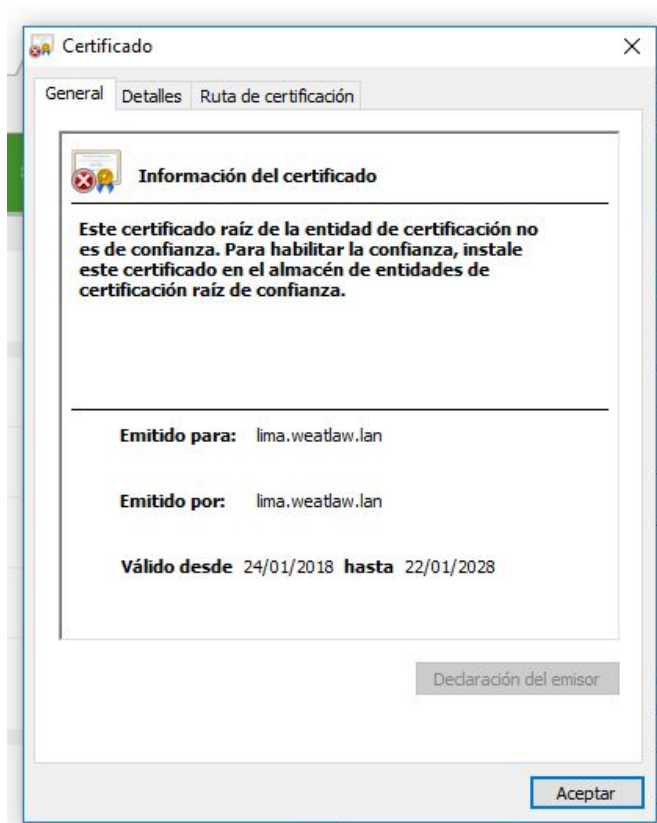 Certificado
General Detalles Ruta de certificación
Información del certificado
Este certificado raíz de la entidad de certificación no
es de confianza. Para habilitar la confianza, instale
este certificado en el almacén de entidades de
certificación raíz de confianza.
Emitido para: lima.weatlaw.lan
Emitido por: lima.weatlaw.lan
Válido desde 24/01/2018 hasta 22/01/2028
Declaración del emisor
Aceptar